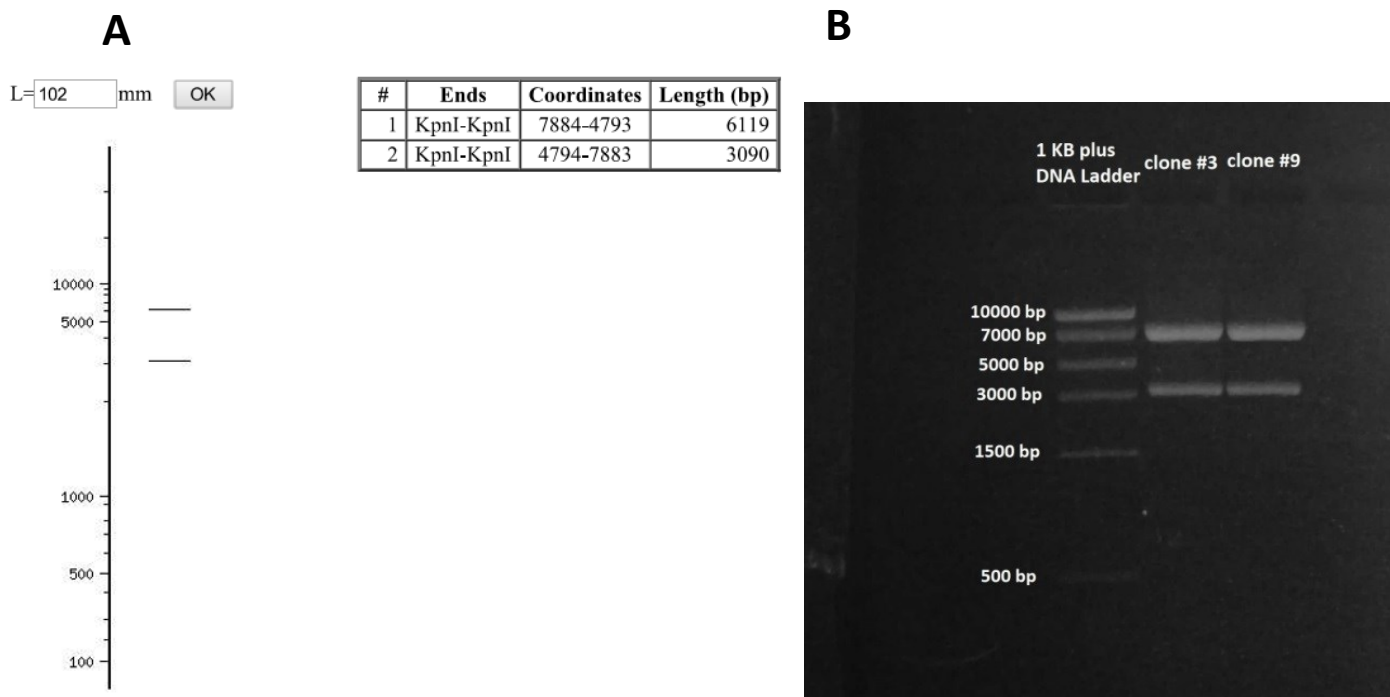 A
L= 102 mm OK
# Ends Coordinates Length (bp)
1 KpnI-KpnI 7884-4793 6119
2 KpnI-KpnI 4794-7883 3090
10000
5000
1000
500
100
B
1 KB plus
DNA Ladder clone #3 clone #9
10000 bp
7000 bp
5000 bp
3000 bp
1500 bp
500 bp